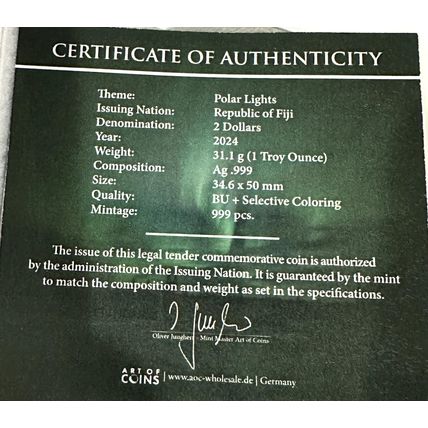 CERTIFICATE OF AUTHENTICITY
Theme: Polar Lights
Issuing Nation: Republic of Fiji
Denomination: 2 Dollars
Year: 2024
Weight: 31.1 g (1 Troy Ounce)
Composition: Ag .999
Size: 34.6 x 50 mm
Quality: BU + Selective Coloring
Mintage: 999 pcs.
The issue of this legal tender commemorative coin is authorized
by the administration of the Issuing Nation. It is guaranteed by the mint
to match the composition and weight as set in the specifications.
Oliver Junghert - Mint Master Art of Coins
ART OF
COINS | www.aoc-wholesale.de | Germany